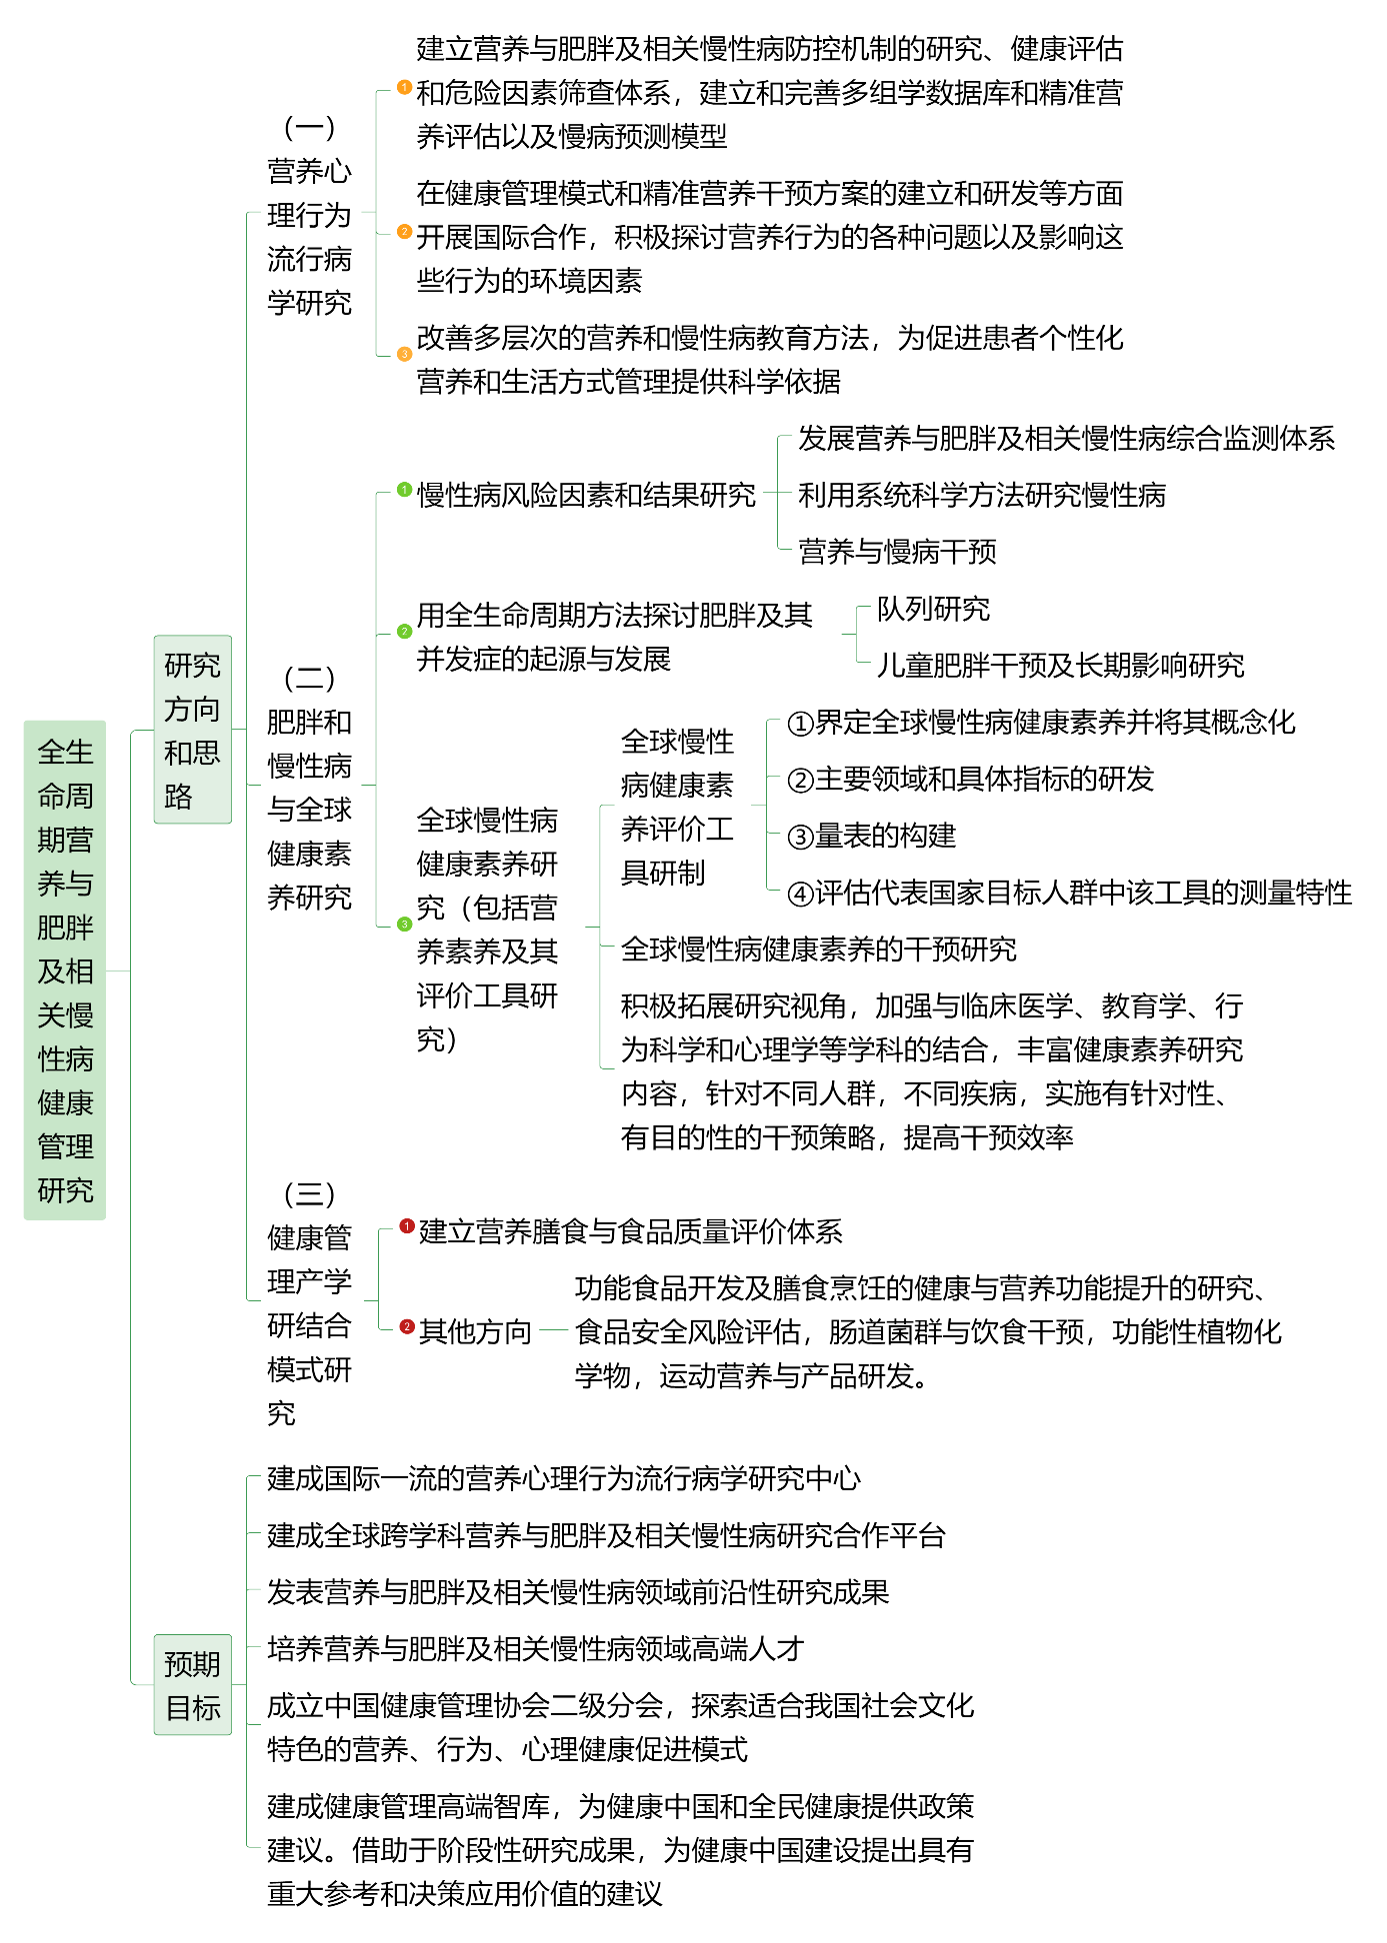 全生
命周
期营
养与
肥胖
及相
关慢
性病
健康
管理
研究
研究
方向
和思
路
（一）
营养心
理行为
流行病
学研究
1
建立营养与肥胖及相关慢性病防控机制的研究、健康评估
和危险因素筛查体系，建立和完善多组学数据库和精准营
养评估以及慢病预测模型
2
在健康管理模式和精准营养干预方案的建立和研发等方面
开展国际合作，积极探讨营养行为的各种问题以及影响这
些行为的环境因素
3
改善多层次的营养和慢性病教育方法，为促进患者个性化
营养和生活方式管理提供科学依据
（二）
肥胖和
慢性病
与全球
健康素
养研究
1
慢性病风险因素和结果研究
发展营养与肥胖及相关慢性病综合监测体系
利用系统科学方法研究慢性病
营养与慢病干预
2
用全生命周期方法探讨肥胖及其
并发症的起源与发展
队列研究
儿童肥胖干预及长期影响研究
3
全球慢性病
健康素养研
究（包括营
养素养及其
评价工具研
究）
全球慢性
病健康素
养评价工
具研制
①界定全球慢性病健康素养并将其概念化
②主要领域和具体指标的研发
③量表的构建
④评估代表国家目标人群中该工具的测量特性
全球慢性病健康素养的干预研究
积极拓展研究视角，加强与临床医学、教育学、行
为科学和心理学等学科的结合，丰富健康素养研究
内容，针对不同人群，不同疾病，实施有针对性、
有目的性的干预策略，提高干预效率
（三）
健康管
理产学
研结合
模式研
究
1
建立营养膳食与食品质量评价体系
2
其他方向
功能食品开发及膳食烹饪的健康与营养功能提升的研究、
食品安全风险评估，肠道菌群与饮食干预，功能性植物化
学物，运动营养与产品研发。
预期
目标
建成国际一流的营养心理行为流行病学研究中心
建成全球跨学科营养与肥胖及相关慢性病研究合作平台
发表营养与肥胖及相关慢性病领域前沿性研究成果
培养营养与肥胖及相关慢性病领域高端人才
成立中国健康管理协会二级分会，探索适合我国社会文化
特色的营养、行为、心理健康促进模式
建成健康管理高端智库，为健康中国和全民健康提供政策
建议。借助于阶段性研究成果，为健康中国建设提出具有
重大参考和决策应用价值的建议